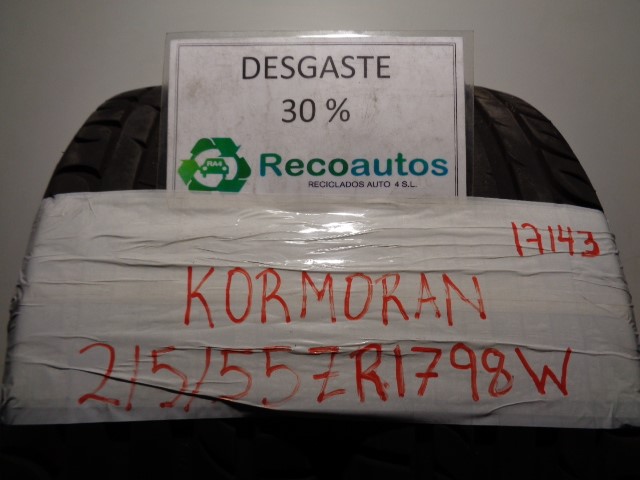 DESGASTE
30 %
Recoautos
RECICLADOS AUTO 4 S.L.
17143
KORMORAN
215/55ZR1798W